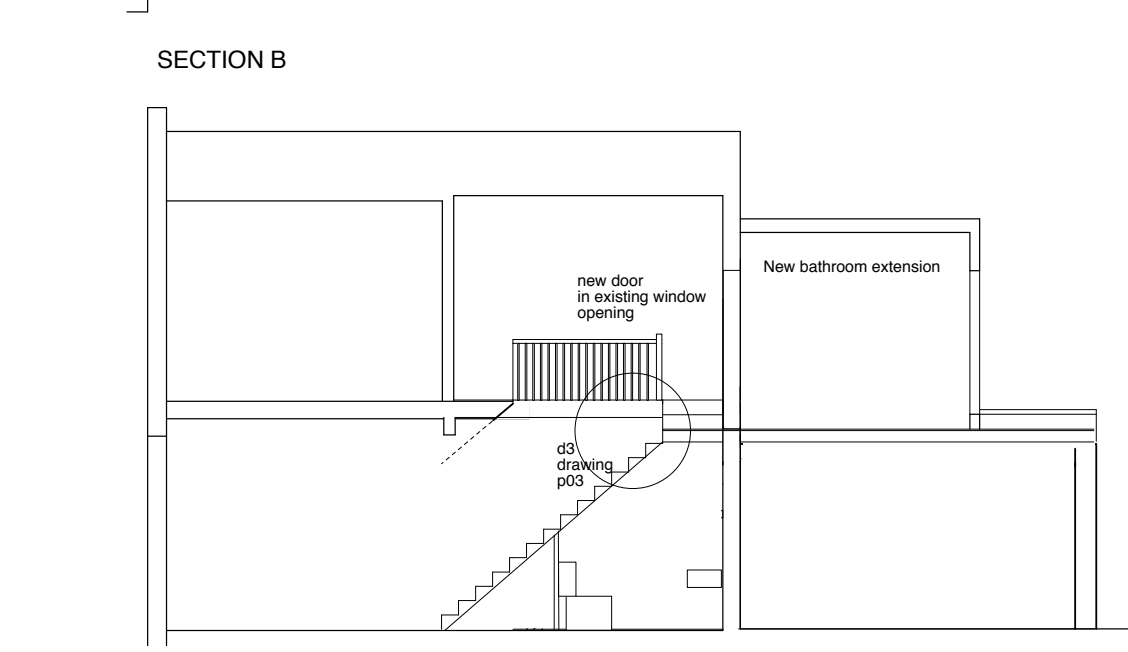 SECTION B
New bathroom extension
new door
in existing window
opening
d3
drawing
p03